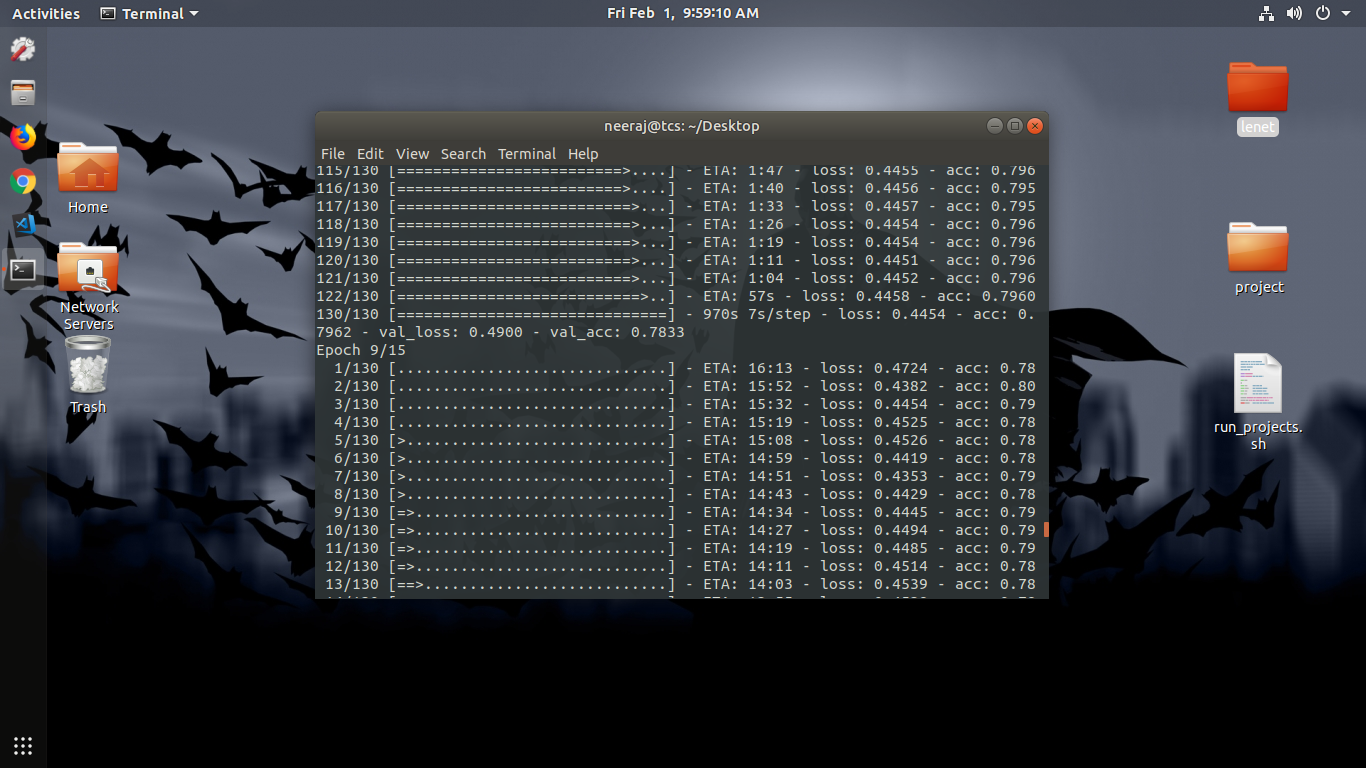 Activities Terminal Fri Feb 1, 9:59:10 AM
neeraj@tcs: ~/Desktop
File Edit View Search Terminal Help
115/130 [=========================>....] - ETA: 1:47 - loss: 0.4455 - acc: 0.796
116/130 [=========================>....] - ETA: 1:40 - loss: 0.4456 - acc: 0.795
117/130 [==========================>...] - ETA: 1:33 - loss: 0.4457 - acc: 0.795
118/130 [==========================>...] - ETA: 1:26 - loss: 0.4454 - acc: 0.796
119/130 [==========================>...] - ETA: 1:19 - loss: 0.4454 - acc: 0.796
120/130 [==========================>...] - ETA: 1:11 - loss: 0.4451 - acc: 0.796
121/130 [==========================>...] - ETA: 1:04 - loss: 0.4452 - acc: 0.796
122/130 [===========================>..] - ETA: 57s - loss: 0.4458 - acc: 0.7960
130/130 [==============================] - 970s 7s/step - loss: 0.4454 - acc: 0.
7962 - val_loss: 0.4900 - val_acc: 0.7833
Epoch 9/15
1/130 [..............................] - ETA: 16:13 - loss: 0.4724 - acc: 0.78
2/130 [..............................] - ETA: 15:52 - loss: 0.4382 - acc: 0.80
3/130 [..............................] - ETA: 15:32 - loss: 0.4454 - acc: 0.79
4/130 [..............................] - ETA: 15:19 - loss: 0.4525 - acc: 0.78
5/130 [>.............................] - ETA: 15:08 - loss: 0.4526 - acc: 0.78
6/130 [>.............................] - ETA: 14:59 - loss: 0.4419 - acc: 0.78
7/130 [>.............................] - ETA: 14:51 - loss: 0.4353 - acc: 0.79
8/130 [>.............................] - ETA: 14:43 - loss: 0.4429 - acc: 0.78
9/130 [=>............................] - ETA: 14:34 - loss: 0.4445 - acc: 0.79
10/130 [=>............................] - ETA: 14:27 - loss: 0.4494 - acc: 0.79
11/130 [=>............................] - ETA: 14:19 - loss: 0.4485 - acc: 0.79
12/130 [=>............................] - ETA: 14:11 - loss: 0.4514 - acc: 0.78
13/130 [==>...........................] - ETA: 14:03 - loss: 0.4539 - acc: 0.78
Home
Network
Servers
Trash
lenet
project
run_projects.
sh